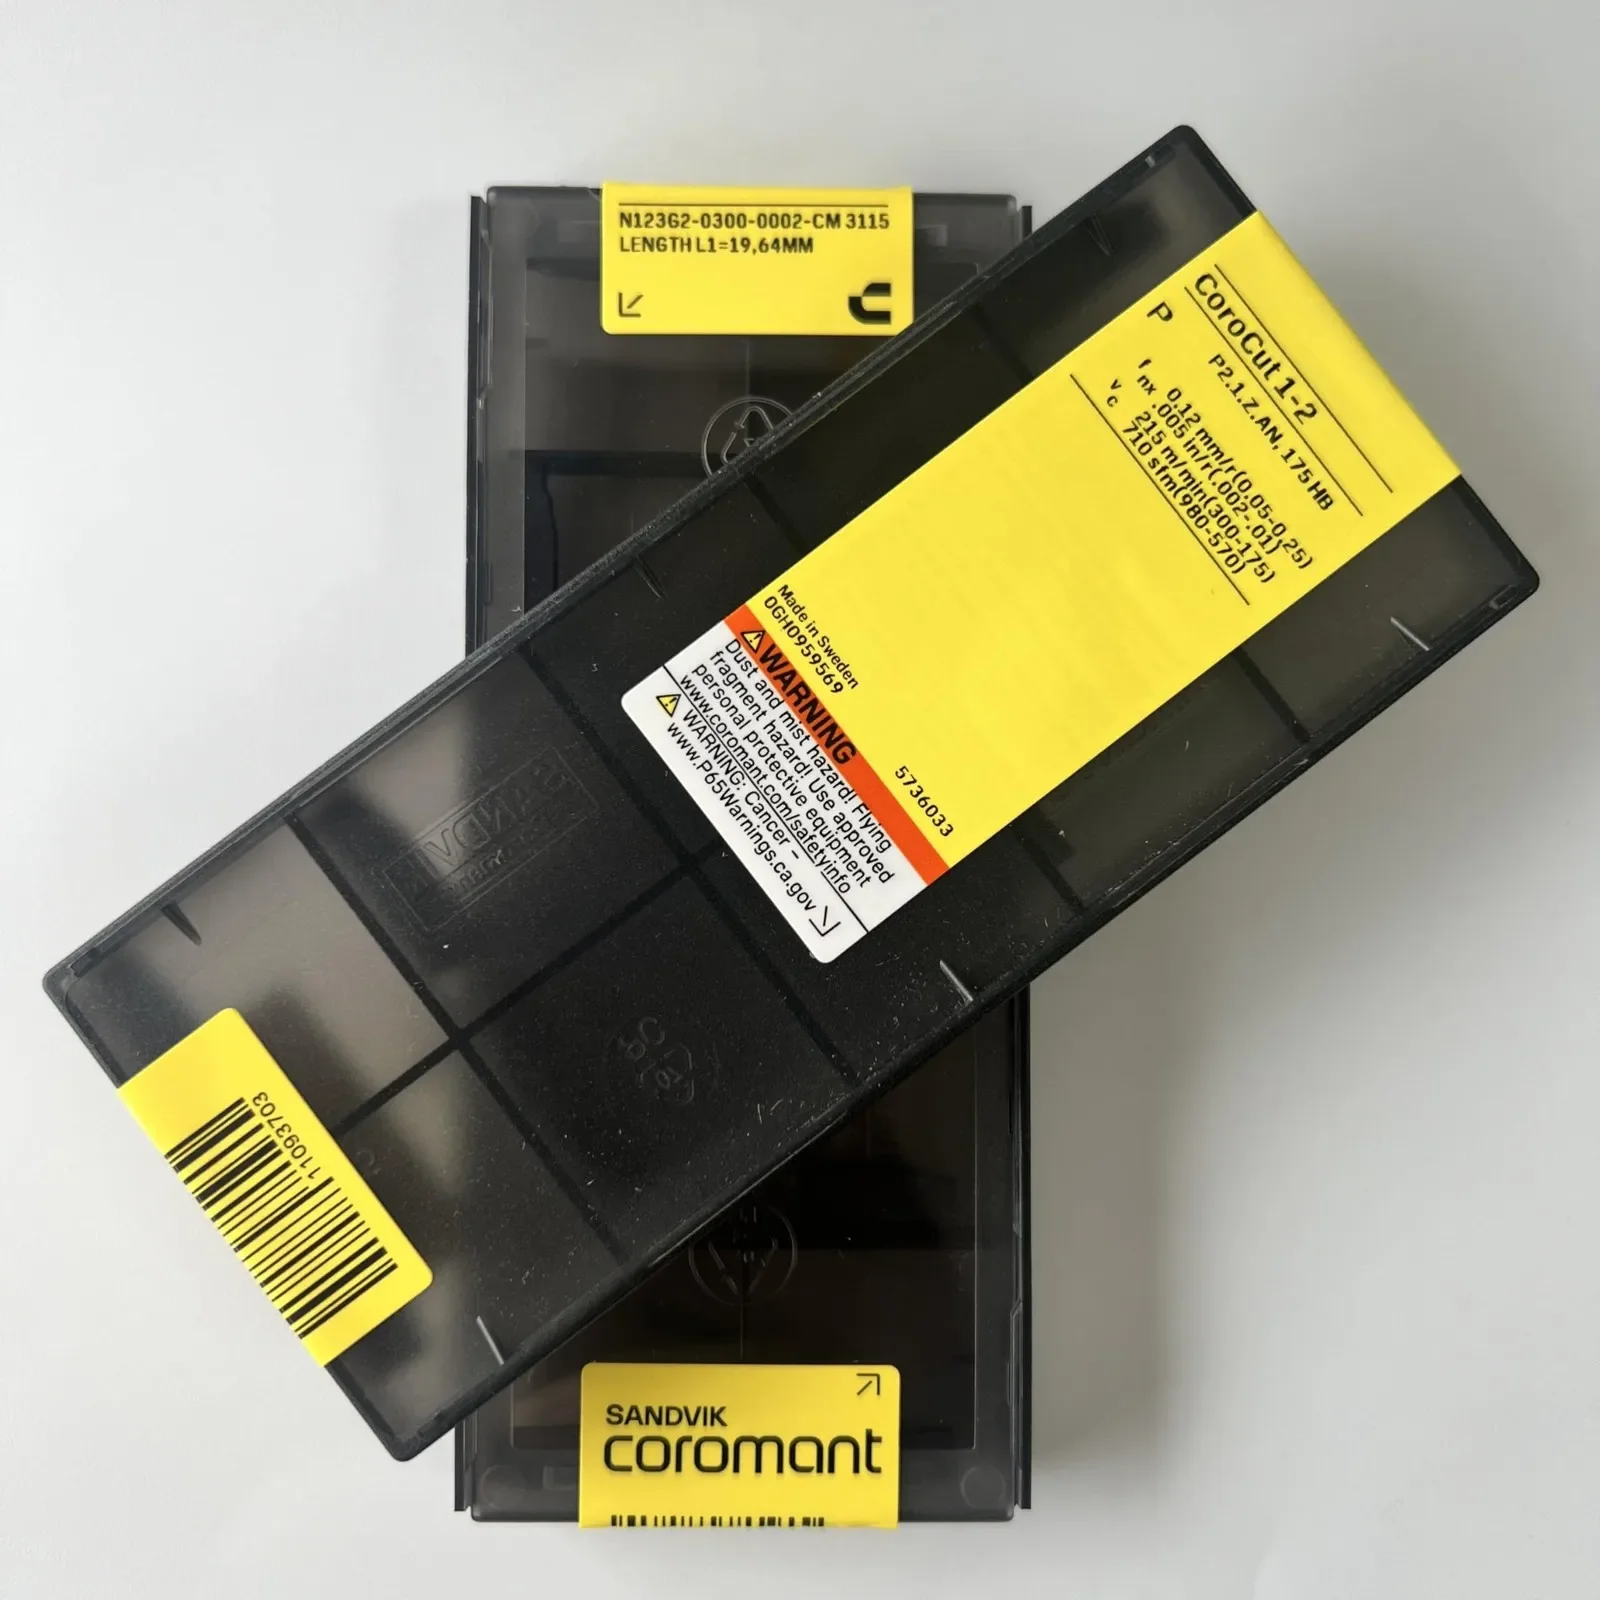 N123G2-0300-0002-CM 3115
LENGTH L1=19,64MM
CoroCut 1-2
P
P2.1.Z.AN, 175 HB
fnx 0,12 mm/r(0,05-0,25)
.005 in/r(.002-.01)
vc 215 m/min(300-175)
710 sfm(980-570)
Made in Sweden
0GH0959569
5736033
WARNING
Dust and mist hazard! Flying
fragment hazard! Use approved
personal protective equipment
www.coromant.com/safetyinfo
WARNING: Cancer –
www.P65Warnings.ca.gov
SANDVIK
11093703
SANDVIK
coromant